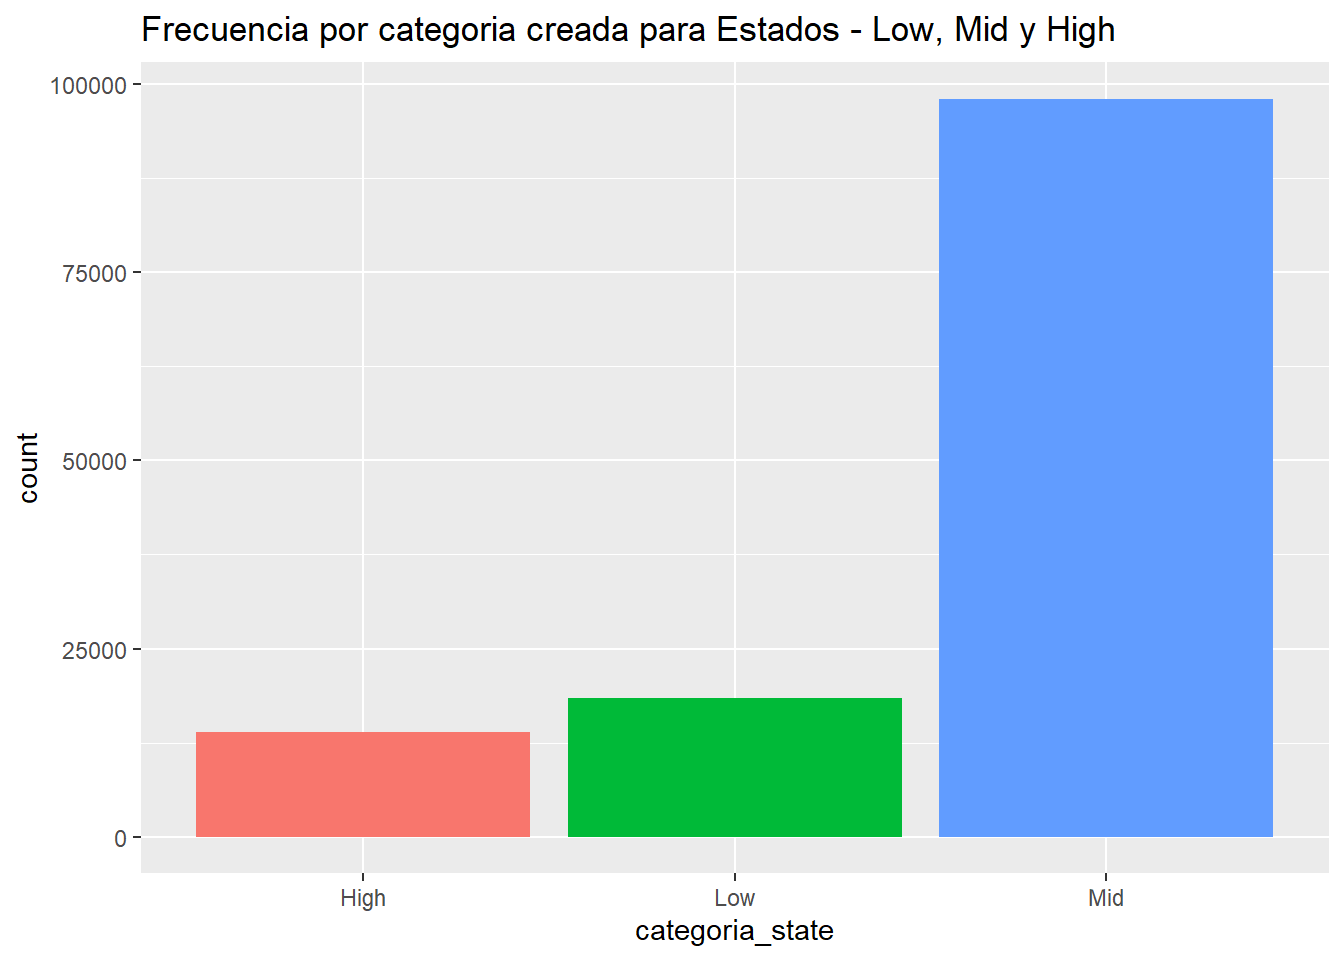 Frecuencia por categoria creada para Estados - Low, Mid y High
100000
75000
50000
25000
0
count
High Low Mid
categoria_state